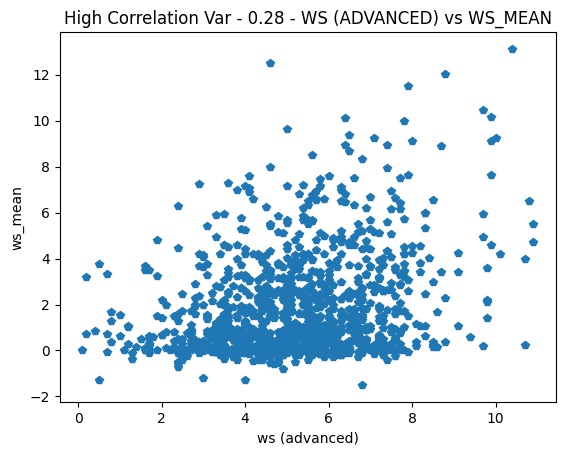 High Correlation Var - 0.28 - WS (ADVANCED) vs WS_MEAN
12
10
8
6
4
2
0
−2
ws_mean
0 2 4 6 8 10
ws (advanced)